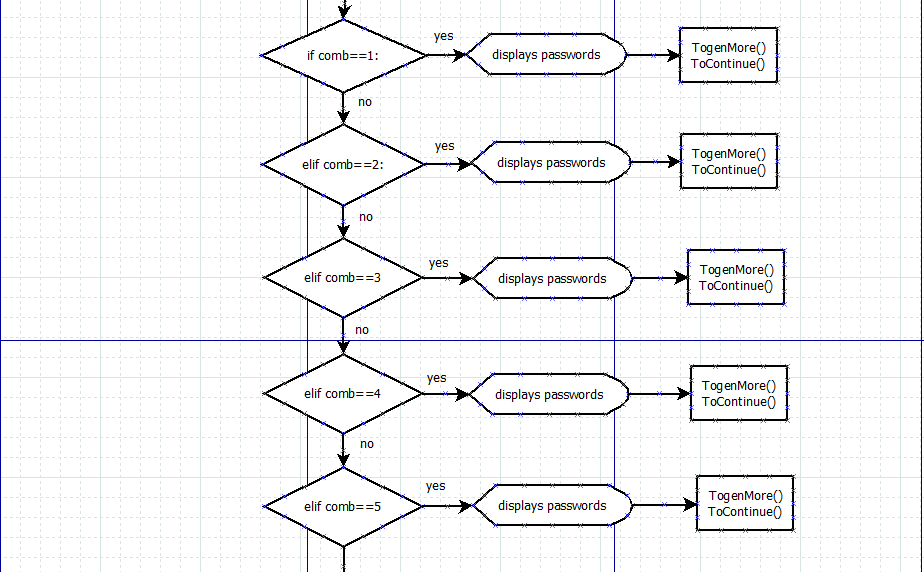 if comb==1:
yes
displays passwords
TogenMore()
ToContinue()
no
elif comb==2:
yes
displays passwords
TogenMore()
ToContinue()
no
elif comb==3
yes
displays passwords
TogenMore()
ToContinue()
no
elif comb==4
yes
displays passwords
TogenMore()
ToContinue()
no
elif comb==5
yes
displays passwords
TogenMore()
ToContinue()